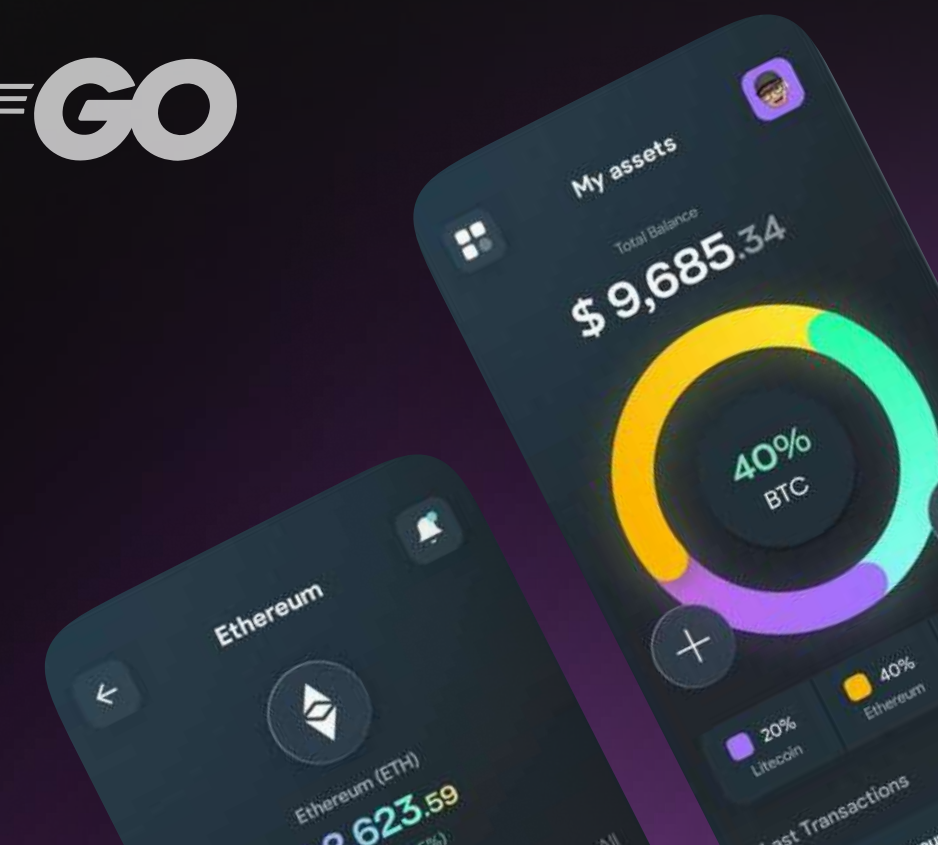 GO
My assets
Total Balance
$ 9,685.34
40%
BTC
20%
Litecoin
40%
Ethereum
Transactions
Ethereum
Ethereum (ETH)
623.59
All